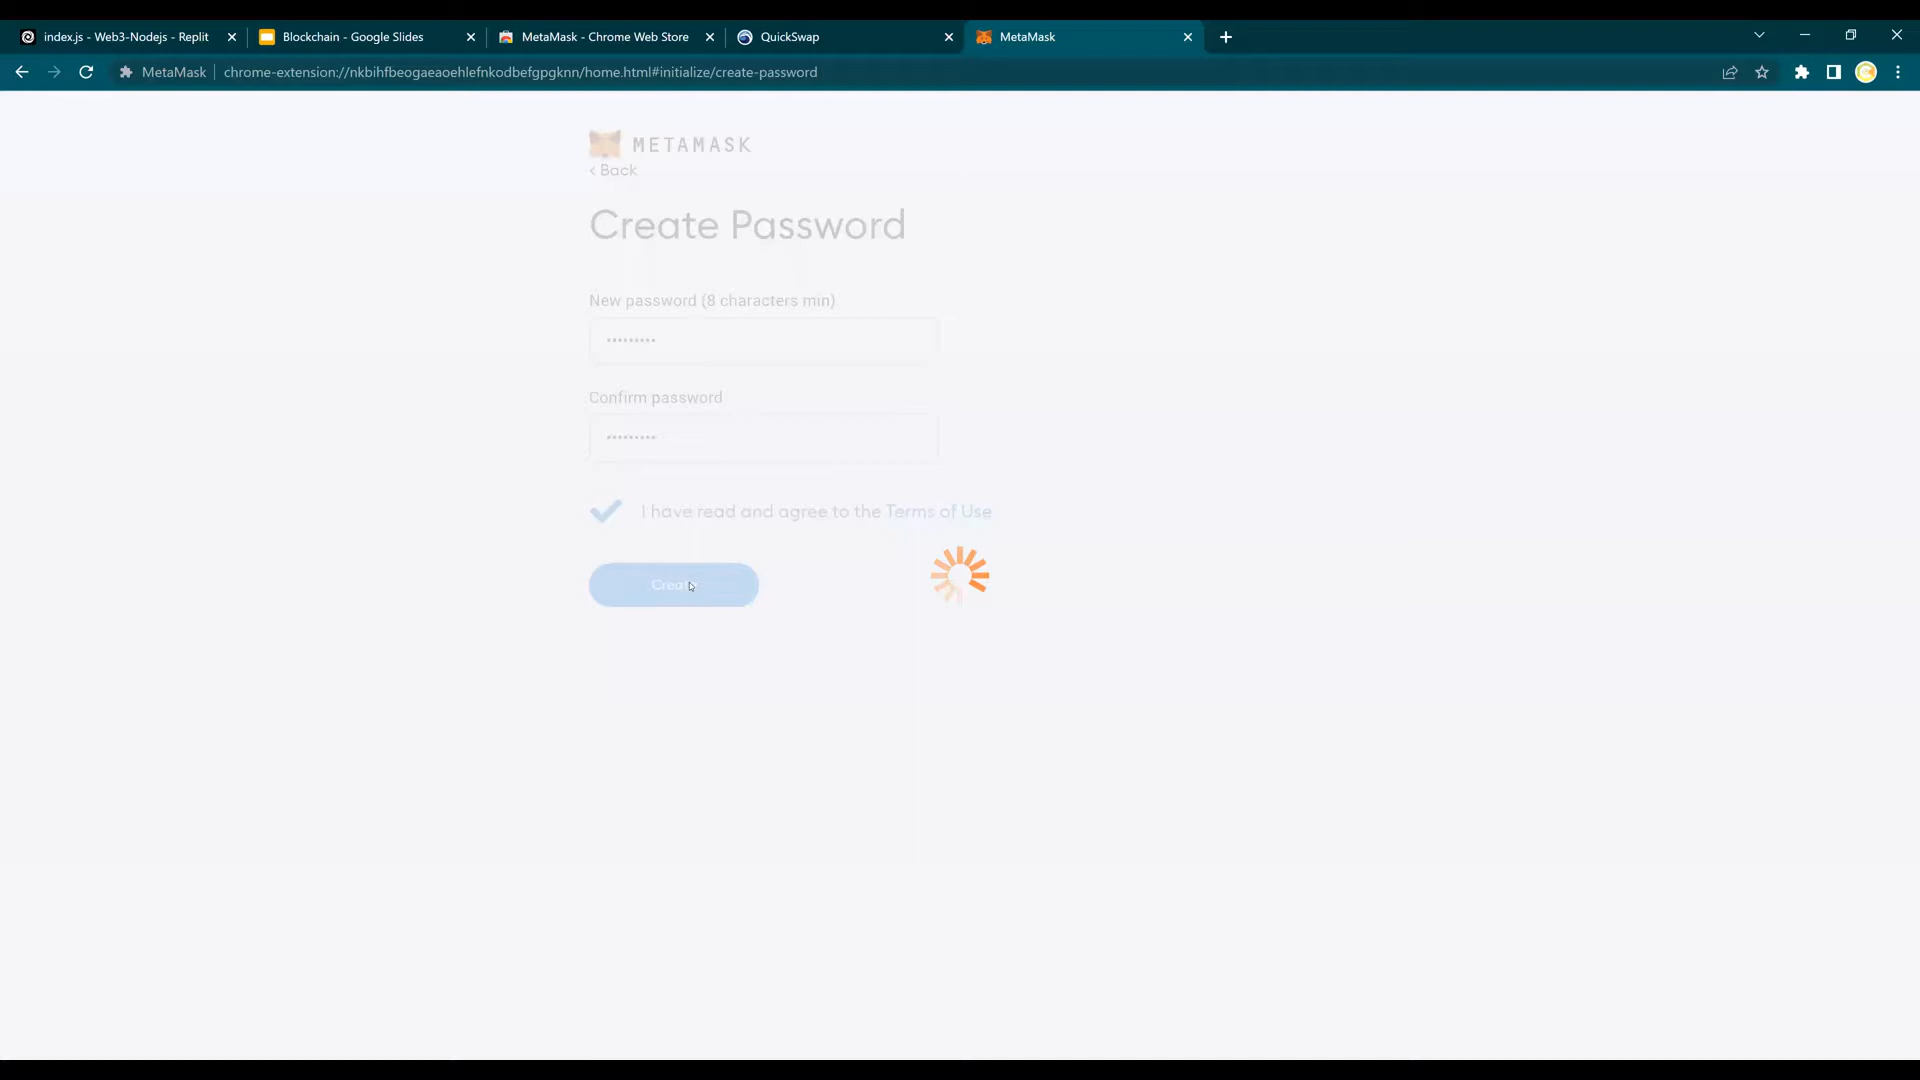 index.js - Web3-Nodejs - Replit
Blockchain - Google Slides
MetaMask - Chrome Web Store
QuickSwap
MetaMask
MetaMask
chrome-extension://nkbihfbeogaeaoehlefnkodbefgpgknn/home.html#initialize/create-password
METAMASK
< Back
Create Password
New password (8 characters min)
•••••••••
Confirm password
•••••••••
I have read and agree to the Terms of Use
Create